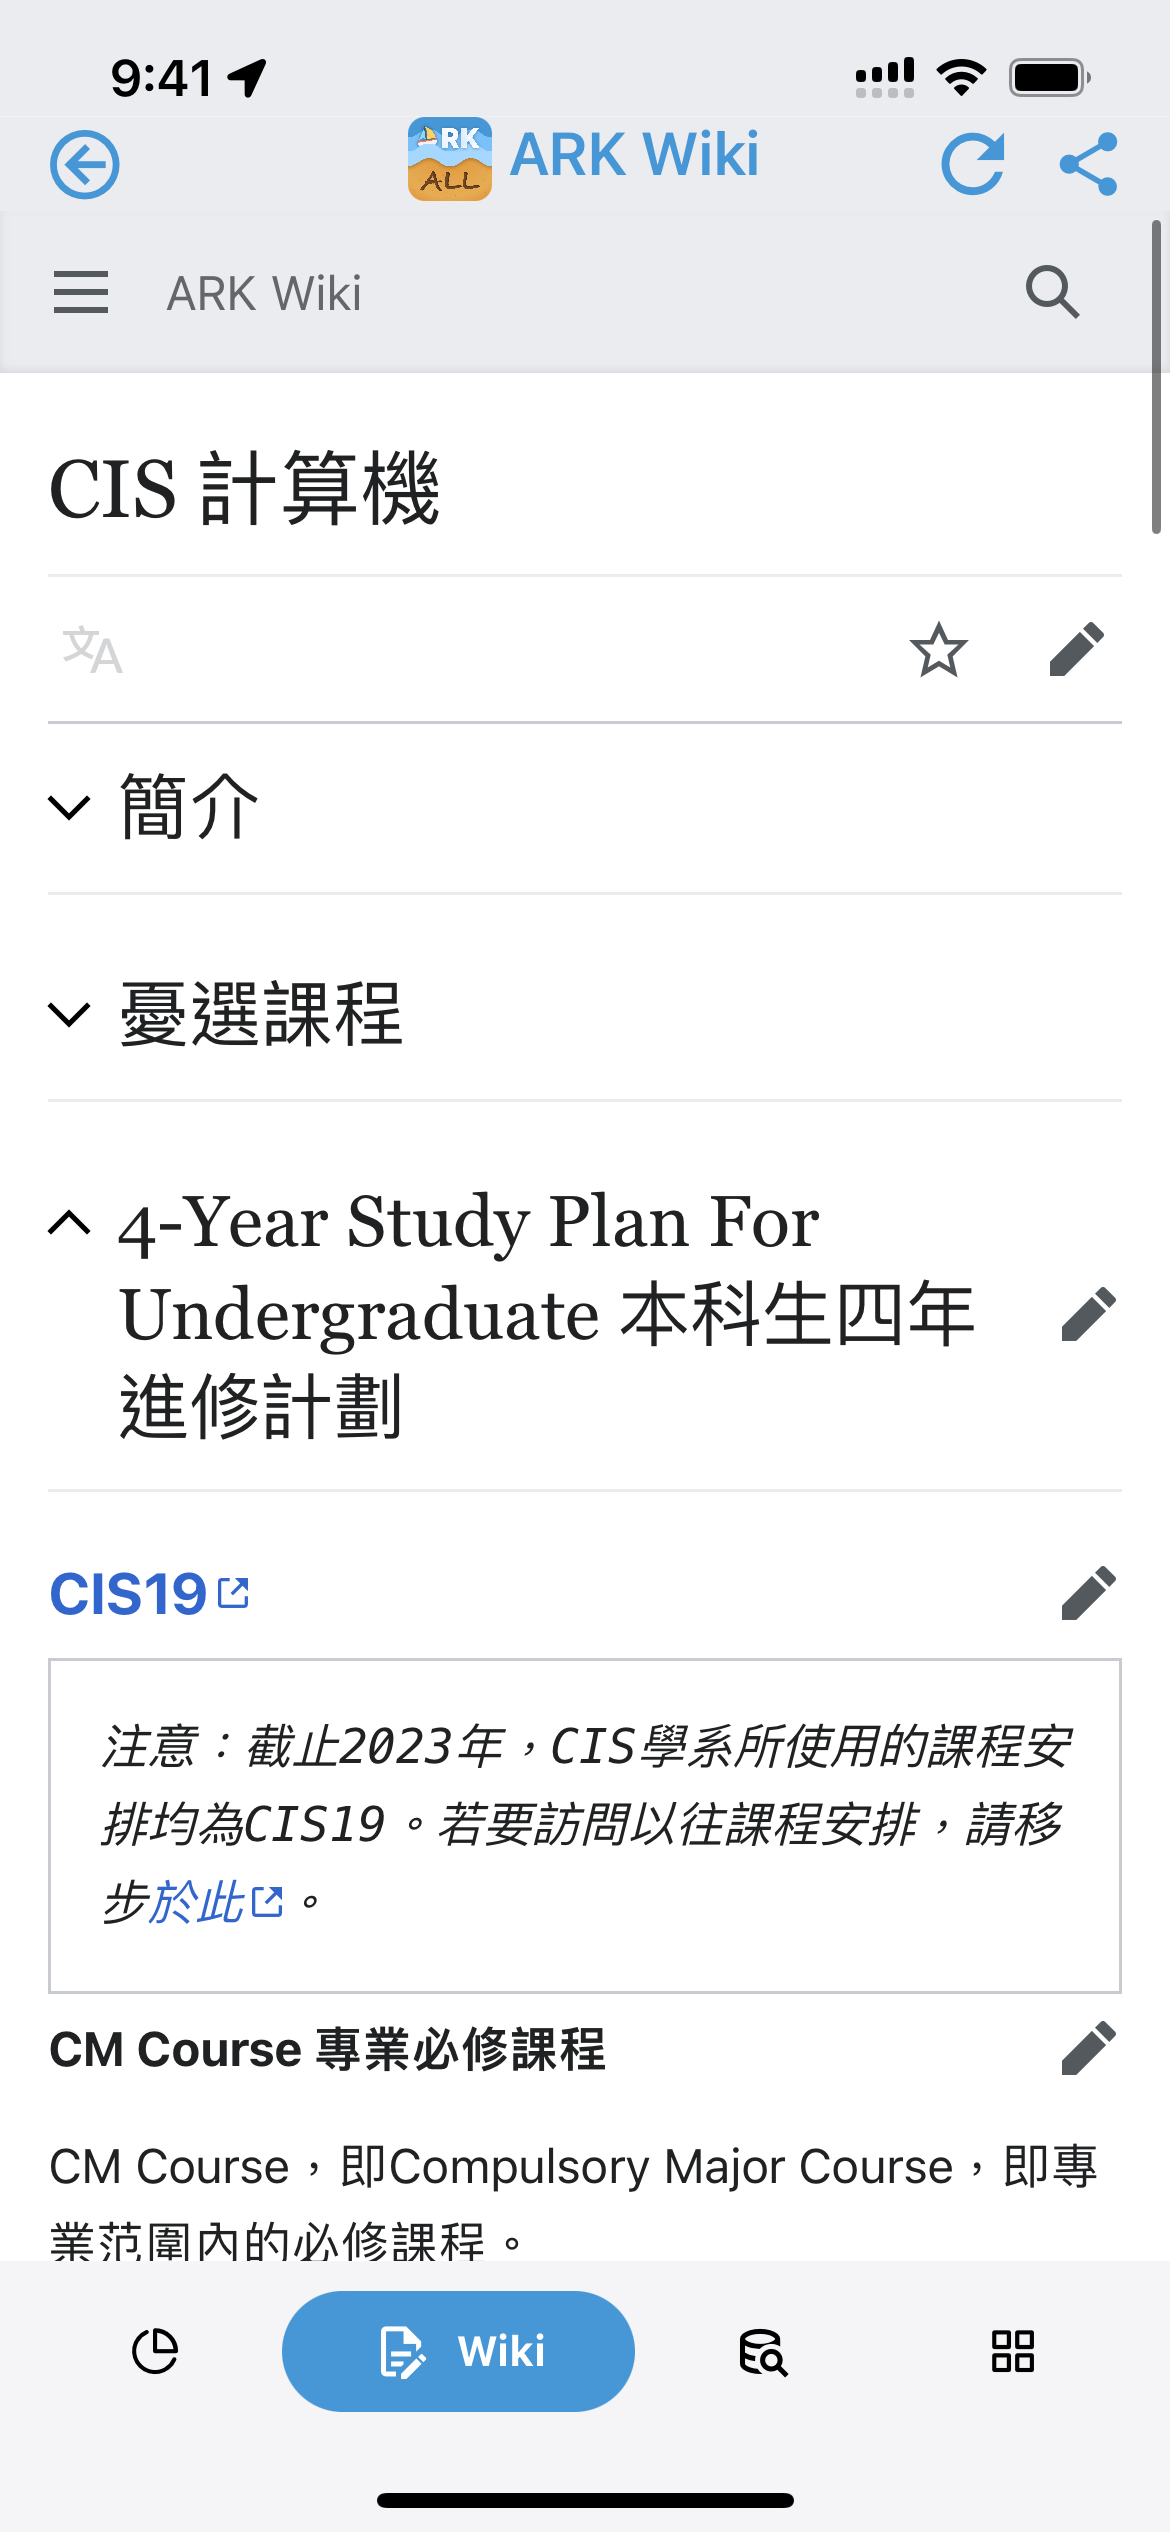 9:41
ARK
ALL
ARK Wiki
ARK Wiki
CIS 計算機
文A
簡介
憂選課程
4-Year Study Plan For
Undergraduate 本科生四年
進修計劃
CIS19
注意：截止2023年，CIS學系所使用的課程安
排均為CIS19。若要訪問以往課程安排，請移
步於此。
CM Course 專業必修課程
CM Course，即Compulsory Major Course，即專
業范圍內的必修課程。
Wiki